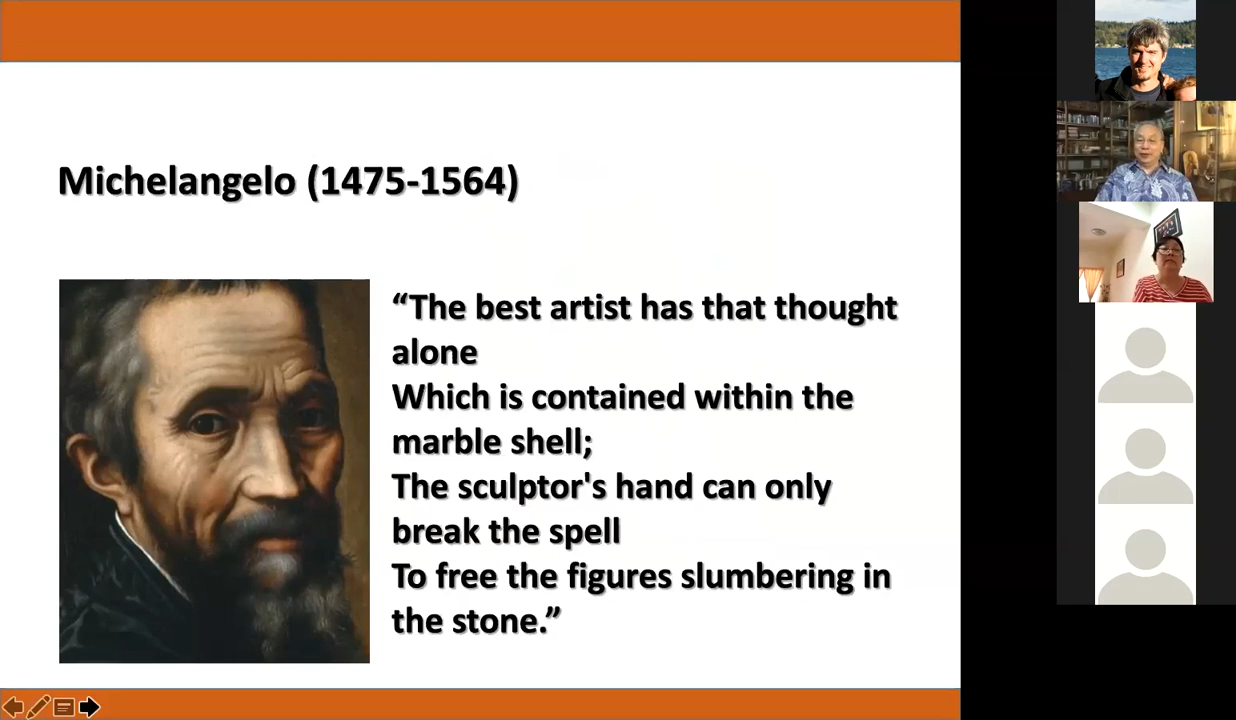 Michelangelo (1475-1564)
“The best artist has that thought
alone
Which is contained within the
marble shell;
The sculptor's hand can only
break the spell
To free the figures slumbering in
the stone.”